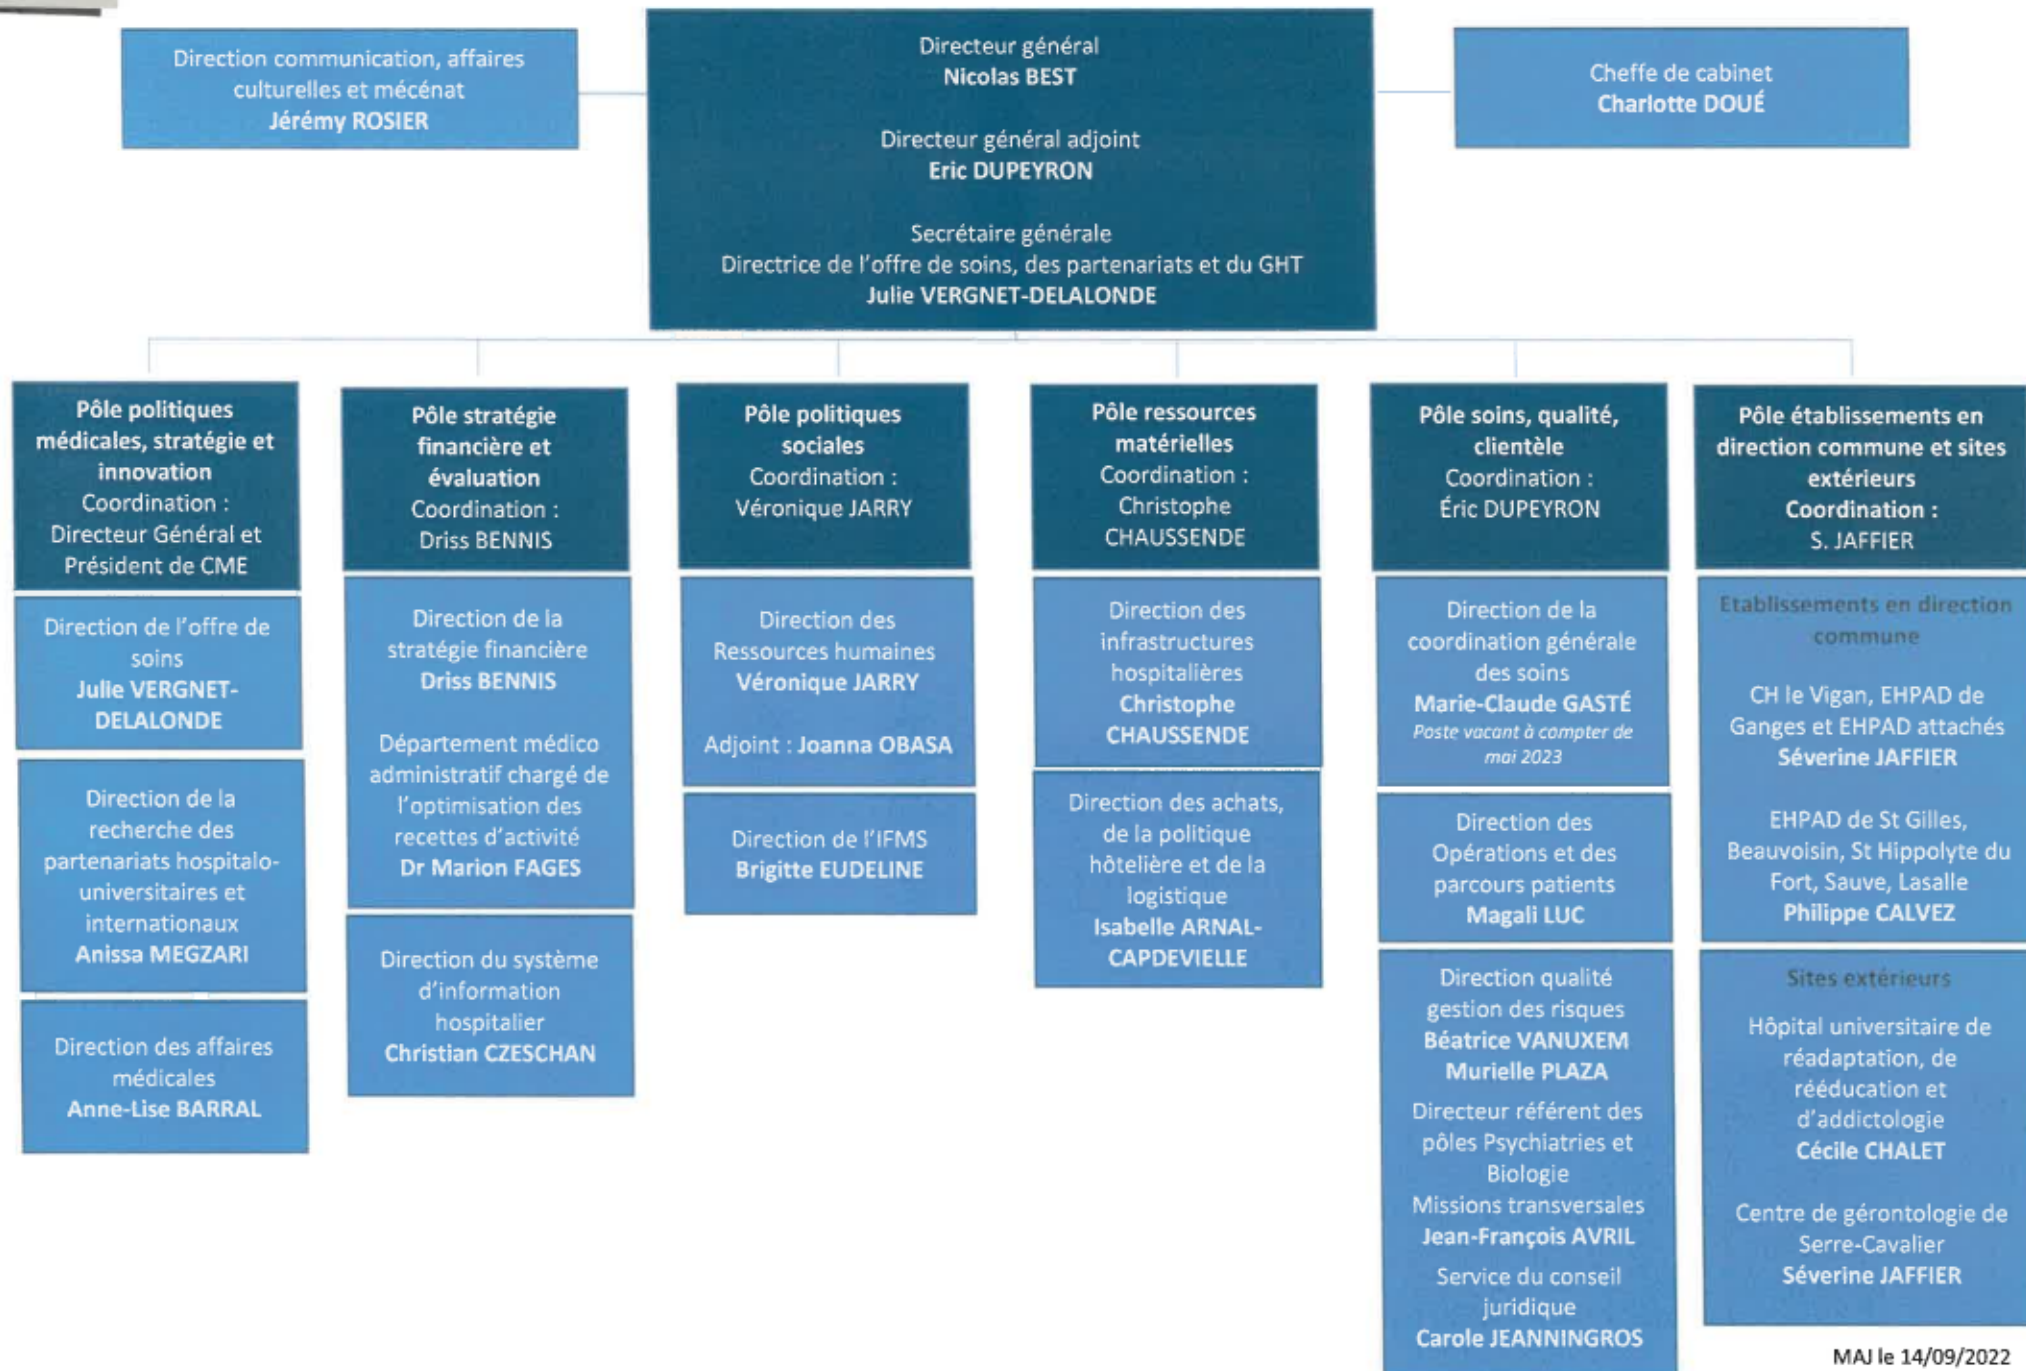 Direction communication, affaires
culturelles et mécénat
Jérémy ROSIER
Directeur général
Nicolas BEST
Directeur général adjoint
Eric DUPEYRON
Secrétaire générale
Directrice de l'offre de soins, des partenariats et du GHT
Julie VERGNET-DELALONDE
Cheffe de cabinet
Charlotte DOUÉ
Pôle politiques
médicales, stratégie et
innovation
Coordination :
Directeur Général et
Président de CME
Direction de l'offre de
soins
Julie VERGNET-
DELALONDE
Direction de la
recherche des
partenariats hospitalo-
universitaires et
internationaux
Anissa MEGZARI
Direction des affaires
médicales
Anne-Lise BARRAL
Pôle stratégie
financière et
évaluation
Coordination :
Driss BENNIS
Direction de la
stratégie financière
Driss BENNIS
Département médico
administratif chargé de
l'optimisation des
recettes d'activité
Dr Marion FAGES
Direction du système
d'information
hospitalier
Christian CZESCHAN
Pôle politiques
sociales
Coordination :
Véronique JARRY
Direction des
Ressources humaines
Véronique JARRY
Adjoint : Joanna OBASA
Direction de l'IFMS
Brigitte EUDELINE
Pôle ressources
matérielles
Coordination :
Christophe
CHAUSSENDE
Direction des
infrastructures
hospitalières
Christophe
CHAUSSENDE
Direction des achats,
de la politique
hôtelière et de la
logistique
Isabelle ARNAL-
CAPDEVIELLE
Pôle soins, qualité,
clientèle
Coordination :
Éric DUPEYRON
Direction de la
coordination générale
des soins
Marie-Claude GASTÉ
Poste vacant à compter de
mai 2023
Direction des
Opérations et des
parcours patients
Magali LUC
Direction qualité
gestion des risques
Béatrice VANUXEM
Murielle PLAZA
Directeur référent des
pôles Psychiatries et
Biologie
Missions transversales
Jean-François AVRIL
Service du conseil
juridique
Carole JEANNINGROS
Pôle établissements en
direction commune et sites
extérieurs
Coordination :
S. JAFFIER
Etablissements en direction
commune
CH le Vigan, EHPAD de
Ganges et EHPAD attachés
Séverine JAFFIER
EHPAD de St Gilles,
Beauvoisin, St Hippolyte du
Fort, Sauve, Lasalle
Philippe CALVEZ
Sites extérieurs
Hôpital universitaire de
réadaptation, de
rééducation et
d'addictologie
Cécile CHALET
Centre de gérontologie de
Serre-Cavalier
Séverine JAFFIER
MAJ le 14/09/2022